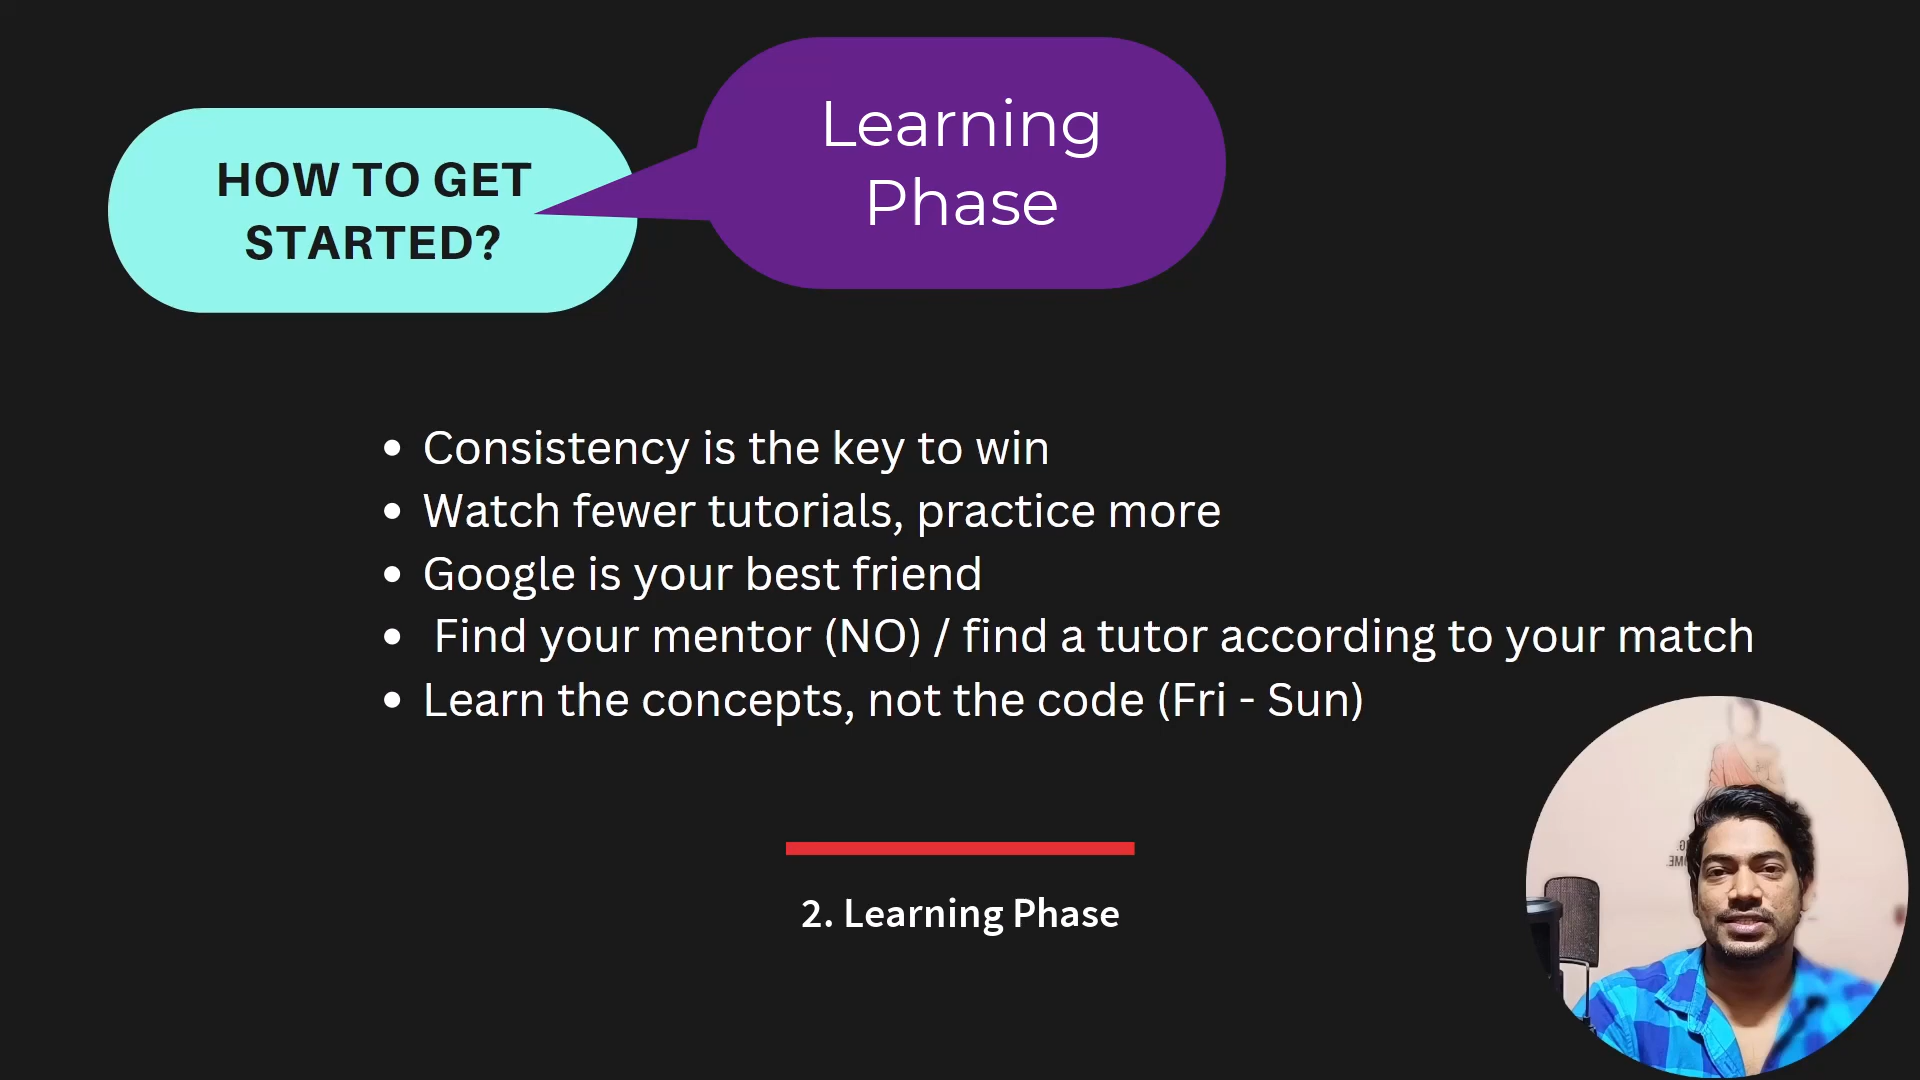 HOW TO GET
STARTED?
Learning
Phase
• Consistency is the key to win
• Watch fewer tutorials, practice more
• Google is your best friend
• Find your mentor (NO) / find a tutor according to your match
• Learn the concepts, not the code (Fri - Sun)
2. Learning Phase